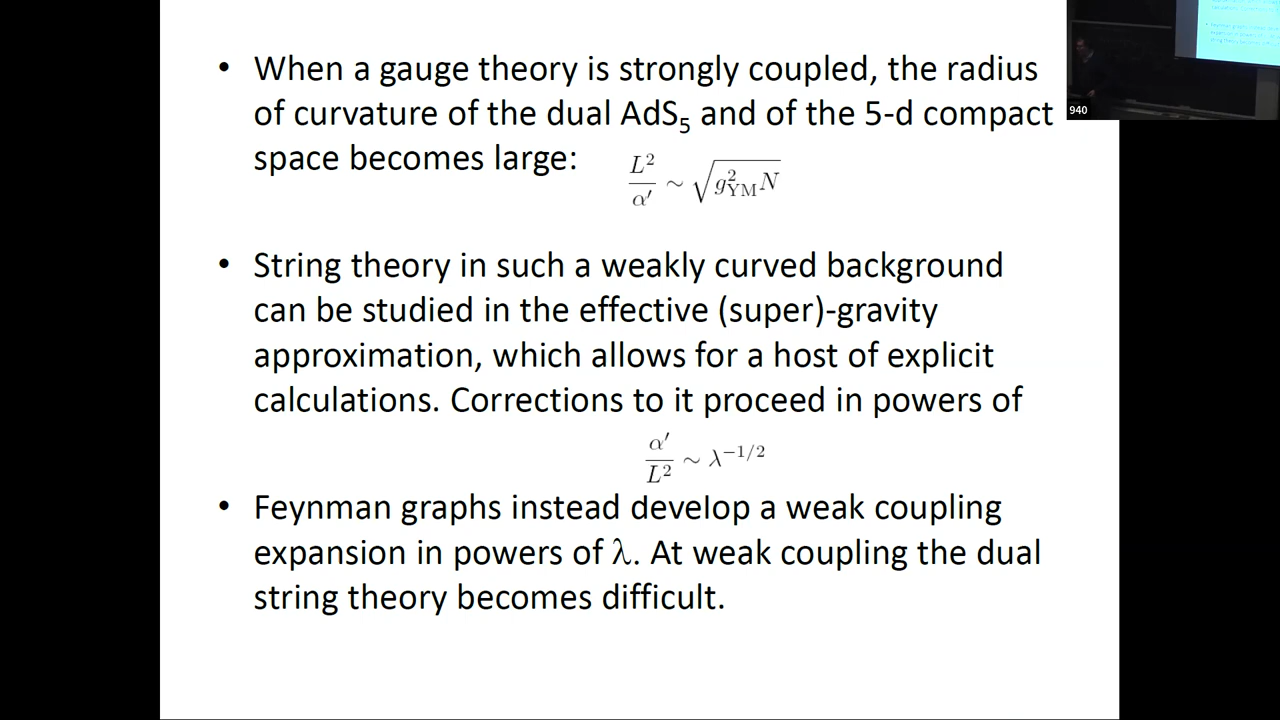 • When a gauge theory is strongly coupled, the radius
of curvature of the dual AdS₅ and of the 5-d compact
space becomes large: L²/α′ ∼ √(g²_YM N)
• String theory in such a weakly curved background
can be studied in the effective (super)-gravity
approximation, which allows for a host of explicit
calculations. Corrections to it proceed in powers of
α′/L² ∼ λ^{-1/2}
• Feynman graphs instead develop a weak coupling
expansion in powers of λ. At weak coupling the dual
string theory becomes difficult.
940